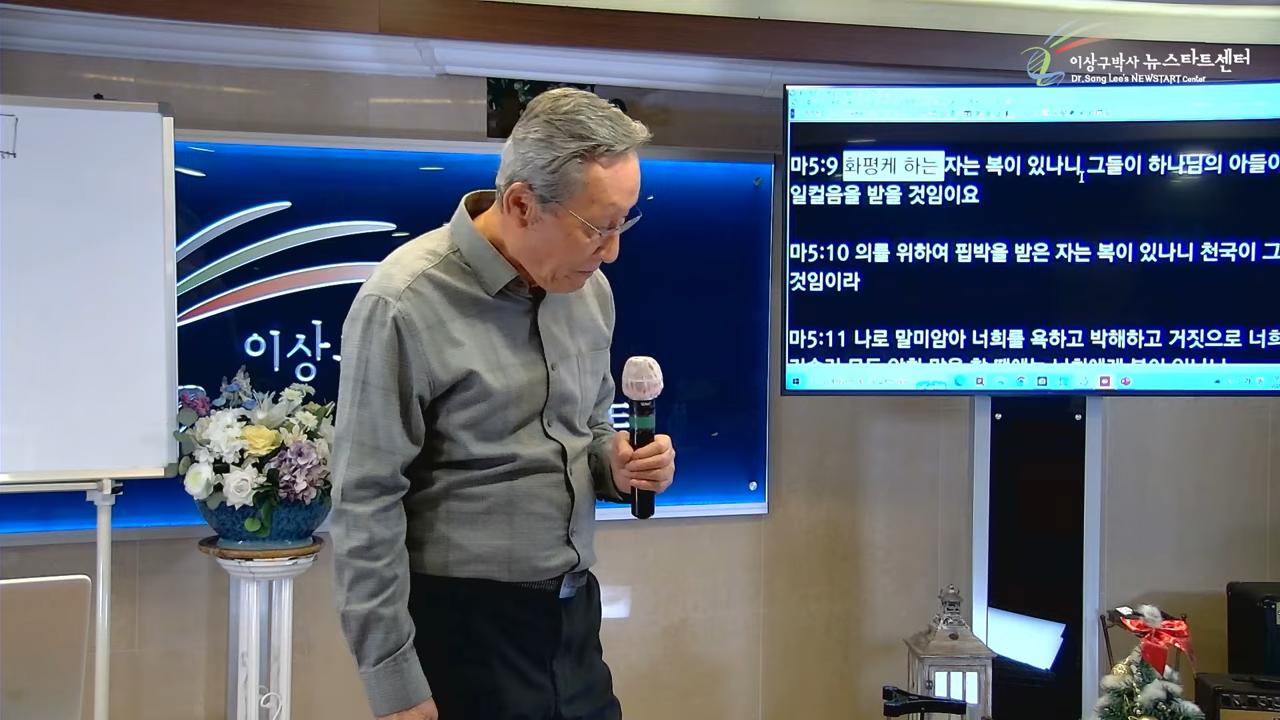 이상구박사 뉴스타트센터
Dr. Sang Lee's NEWSTART Center
마5:9 화평케 하는 자는 복이 있나니 그들이 하나님의 아들이
일컬음을 받을 것임이요
마5:10 의를 위하여 핍박을 받은 자는 복이 있나니 천국이 그
것임이라
마5:11 나로 말미암아 너희를 욕하고 박해하고 거짓으로 너희
이상
트